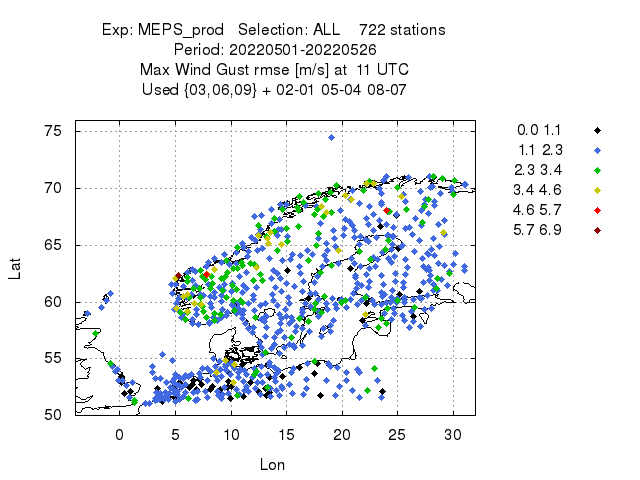 Exp: MEPS_prod Selection: ALL 722 stations
Period: 20220501-20220526
Max Wind Gust rmse [m/s] at 11 UTC
Used {03,06,09} + 02-01 05-04 08-07
75
70
65
60
55
50
Lat
0 5 10 15 20 25 30
Lon
0.0 1.1
1.1 2.3
2.3 3.4
3.4 4.6
4.6 5.7
5.7 6.9